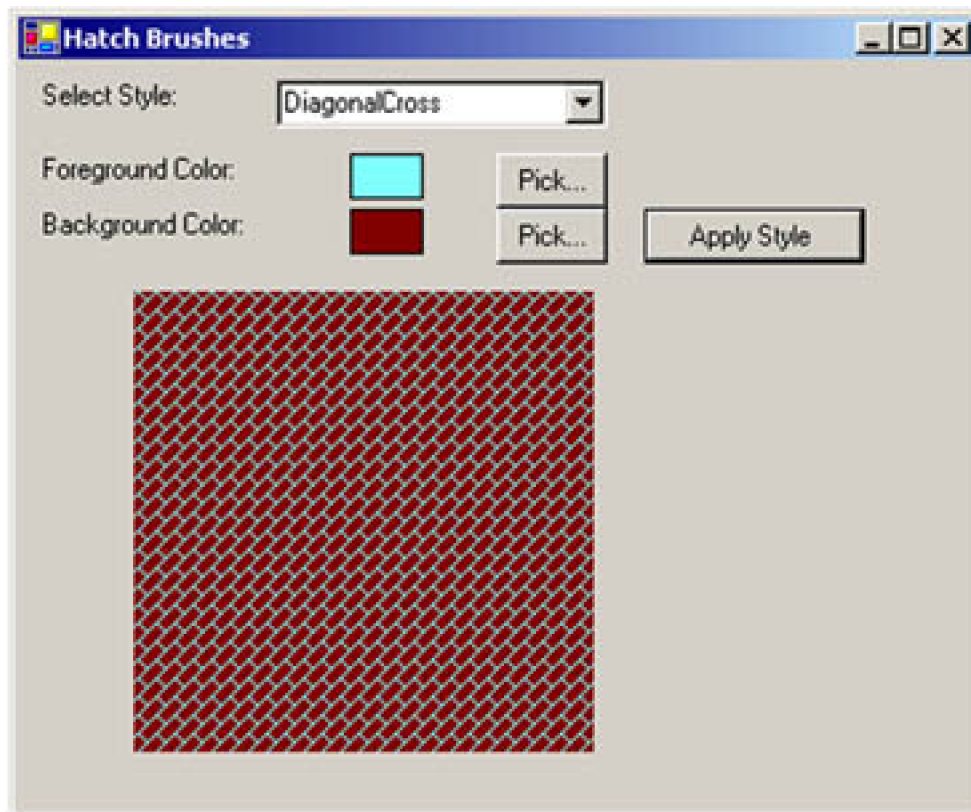 Hatch Brushes
Select Style:
DiagonalCross
Foreground Color:
Pick...
Background Color:
Pick...
Apply Style